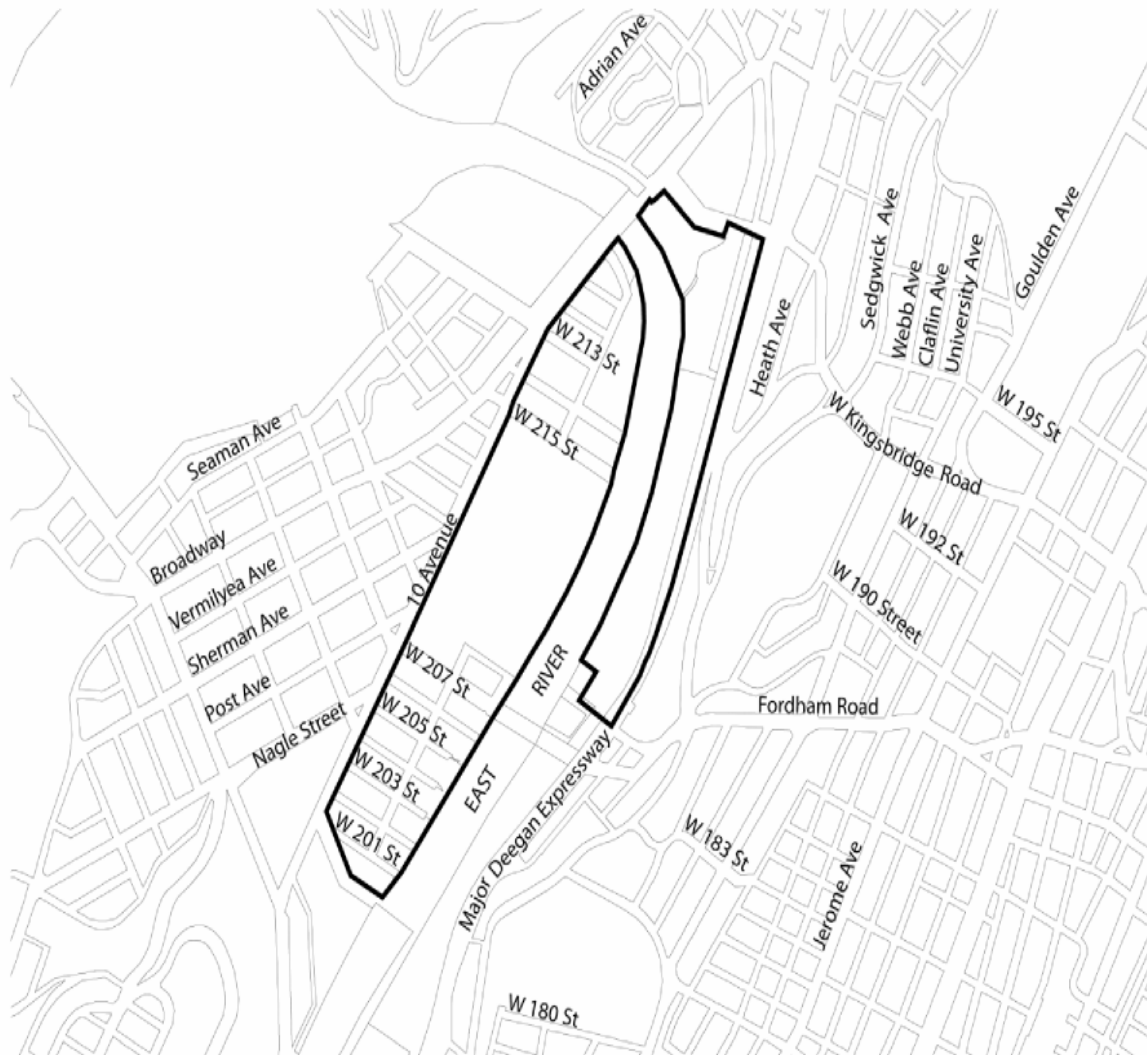 Adrian Ave
Goulden Ave
Sedgwick Ave
Webb Ave
Claflin Ave
University Ave
Heath Ave
W 213 St
W 215 St
W 195 St
W Kingsbridge Road
Seaman Ave
Broadway
Vermilyea Ave
Sherman Ave
Post Ave
Nagle Street
10 Avenue
W 192 St
W 190 Street
W 207 St
W 205 St
W 203 St
W 201 St
EAST RIVER
Fordham Road
Major Deegan Expressway
W 183 St
Jerome Ave
W 180 St